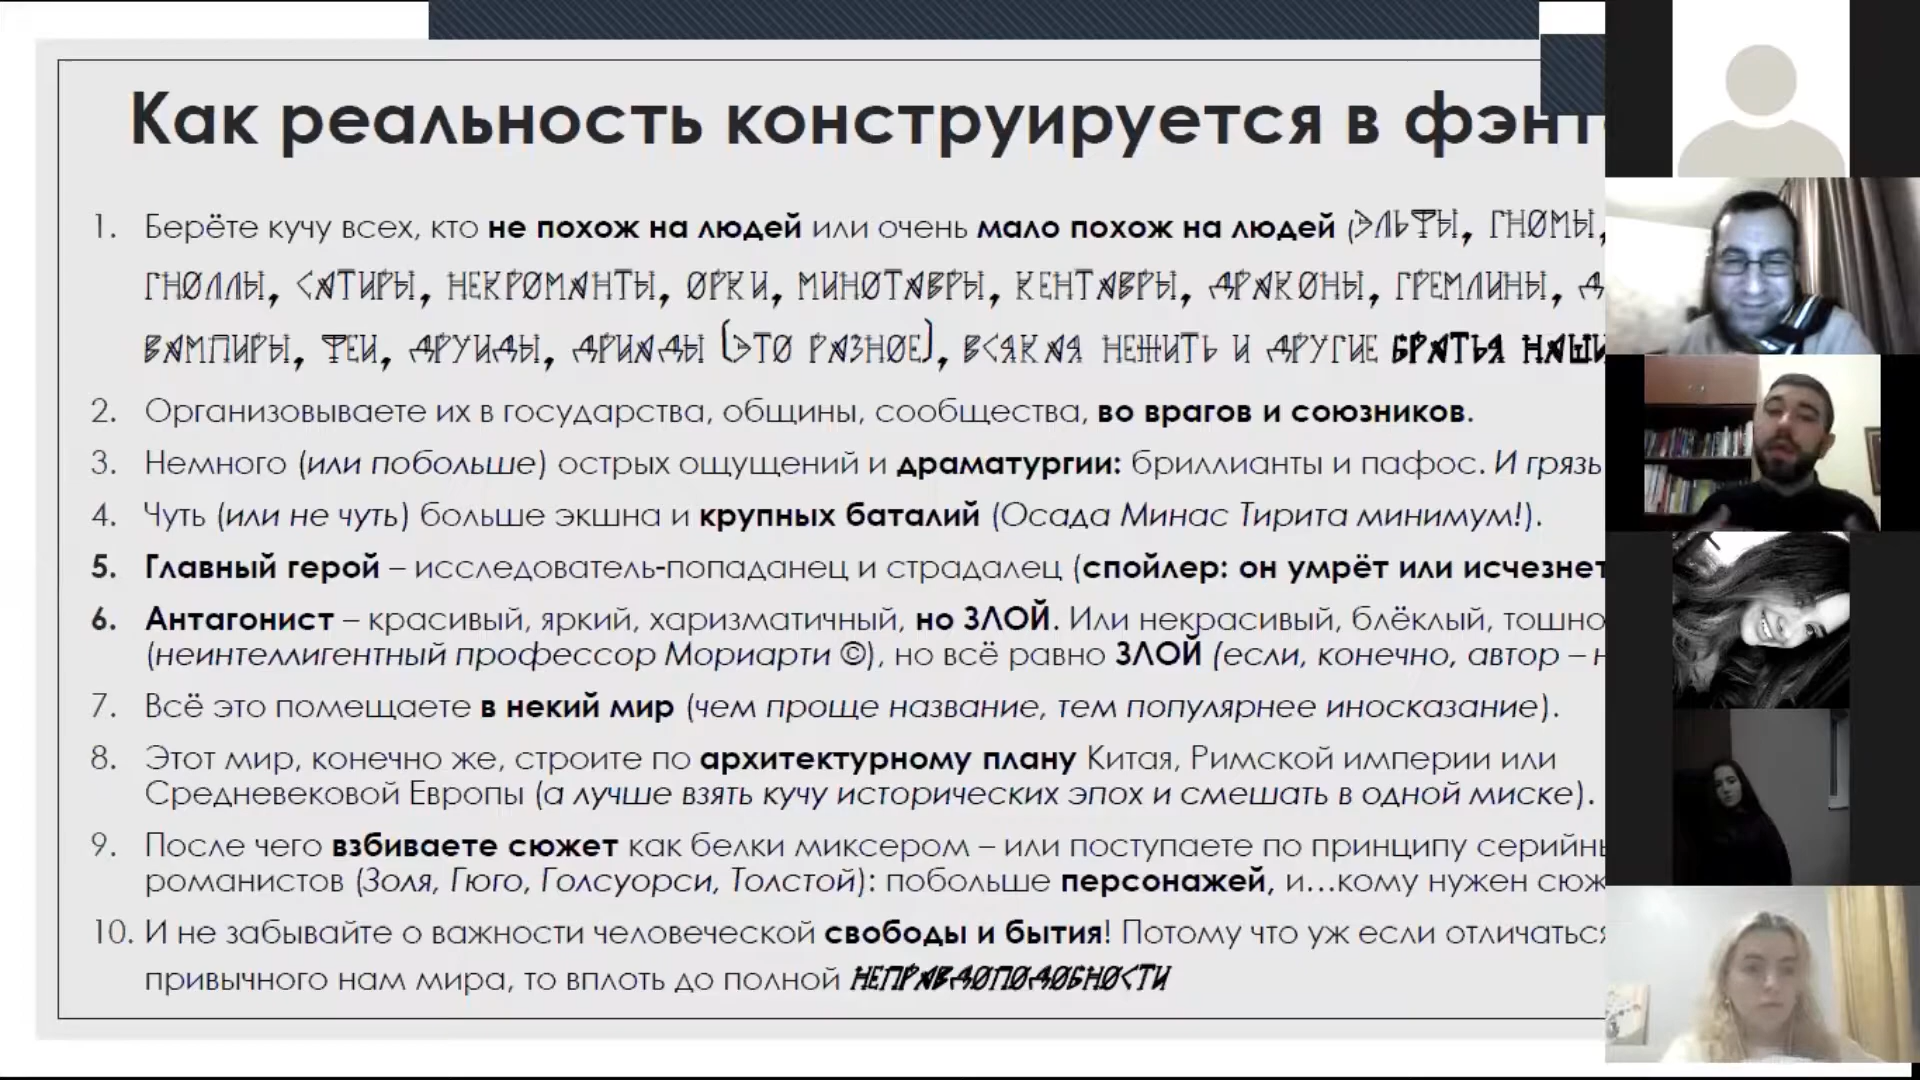 Как реальность конструируется в
1. Берёте кучу всех, кто не похож на людей или очень мало похож на людей (ЭЛЬФЫ, ГНОМЫ,
ГНОЛЛЫ, САТИРЫ, НЕКРОМАНТЫ, ОРКИ, МИНОТАВРЫ, КЕНТАВРЫ, ДРАКОНЫ, ГРЕМЛИНЫ,
ВАМПИРЫ, ФЕИ, ДРУИДЫ, ДРИАДЫ (ЭТО РАЗНОЕ), ВСЯКАЯ НЕЖИТЬ И ДРУГИЕ БРАТЬЯ
2. Организовываете их в государства, общины, сообщества, во врагов и союзников.
3. Немного (или побольше) острых ощущений и драматургии: бриллианты и пафос. И грязь
4. Чуть (или не чуть) больше экшна и крупных баталий (Осада Минас Тирита минимум!).
5. Главный герой – исследователь-попаданец и страдалец (спойлер: он умрёт или исчезнет
6. Антагонист – красивый, яркий, харизматичный, но ЗЛОЙ. Или некрасивый, блёклый,
(неинтеллигентный профессор Мориарти ©), но всё равно ЗЛОЙ (если, конечно, автор –
7. Всё это помещаете в некий мир (чем проще название, тем популярнее иносказание).
8. Этот мир, конечно же, строите по архитектурному плану Китая, Римской империи или
Средневековой Европы (а лучше взять кучу исторических эпох и смешать в одной миске).
9. После чего взбиваете сюжет как белки миксером – или поступаете по принципу
романистов (Золя, Гюго, Голсуорси, Толстой): побольше персонажей, и…кому нужен
10. И не забывайте о важности человеческой свободы и бытия! Потому что уж если отличаться
привычного нам мира, то вплоть до полной НЕПРАВДОПОДОБНОСТИ